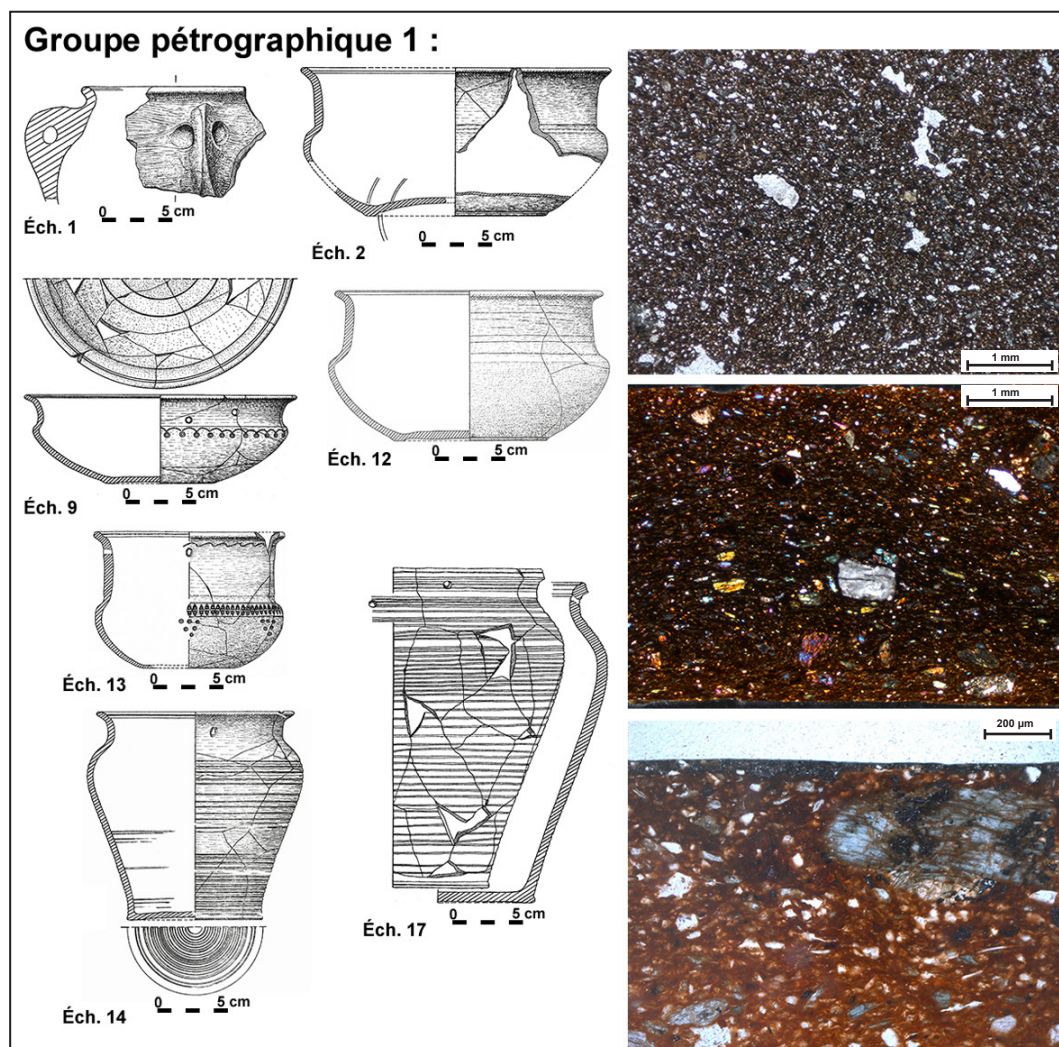 Groupe pétrographique 1 :
0 5 cm
Éch. 1
0 5 cm
Éch. 2
0 5 cm
Éch. 9
0 5 cm
Éch. 12
0 5 cm
Éch. 13
0 5 cm
Éch. 14
0 5 cm
Éch. 17
1 mm
1 mm
200 µm